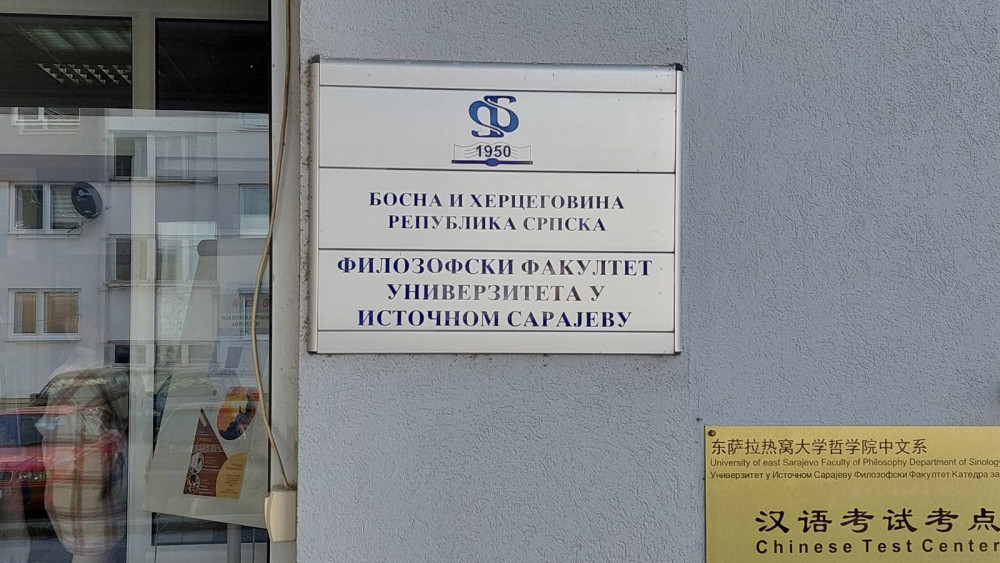 1950
БОСНА И ХЕРЦЕГОВИНА
РЕПУБЛИКА СРПСКА
ФИЛОЗОФСКИ ФАКУЛТЕТ
УНИВЕРЗИТЕТА У
ИСТОЧНОМ САРАЈЕВУ
东萨拉热窝大学哲学院中文系
University of east Sarajevo Faculty of Philosophy Department of Sinology
Универзитет у Источном Сарајеву Филозофски Факултет Катедра за
汉语考试考点
Chinese Test Center